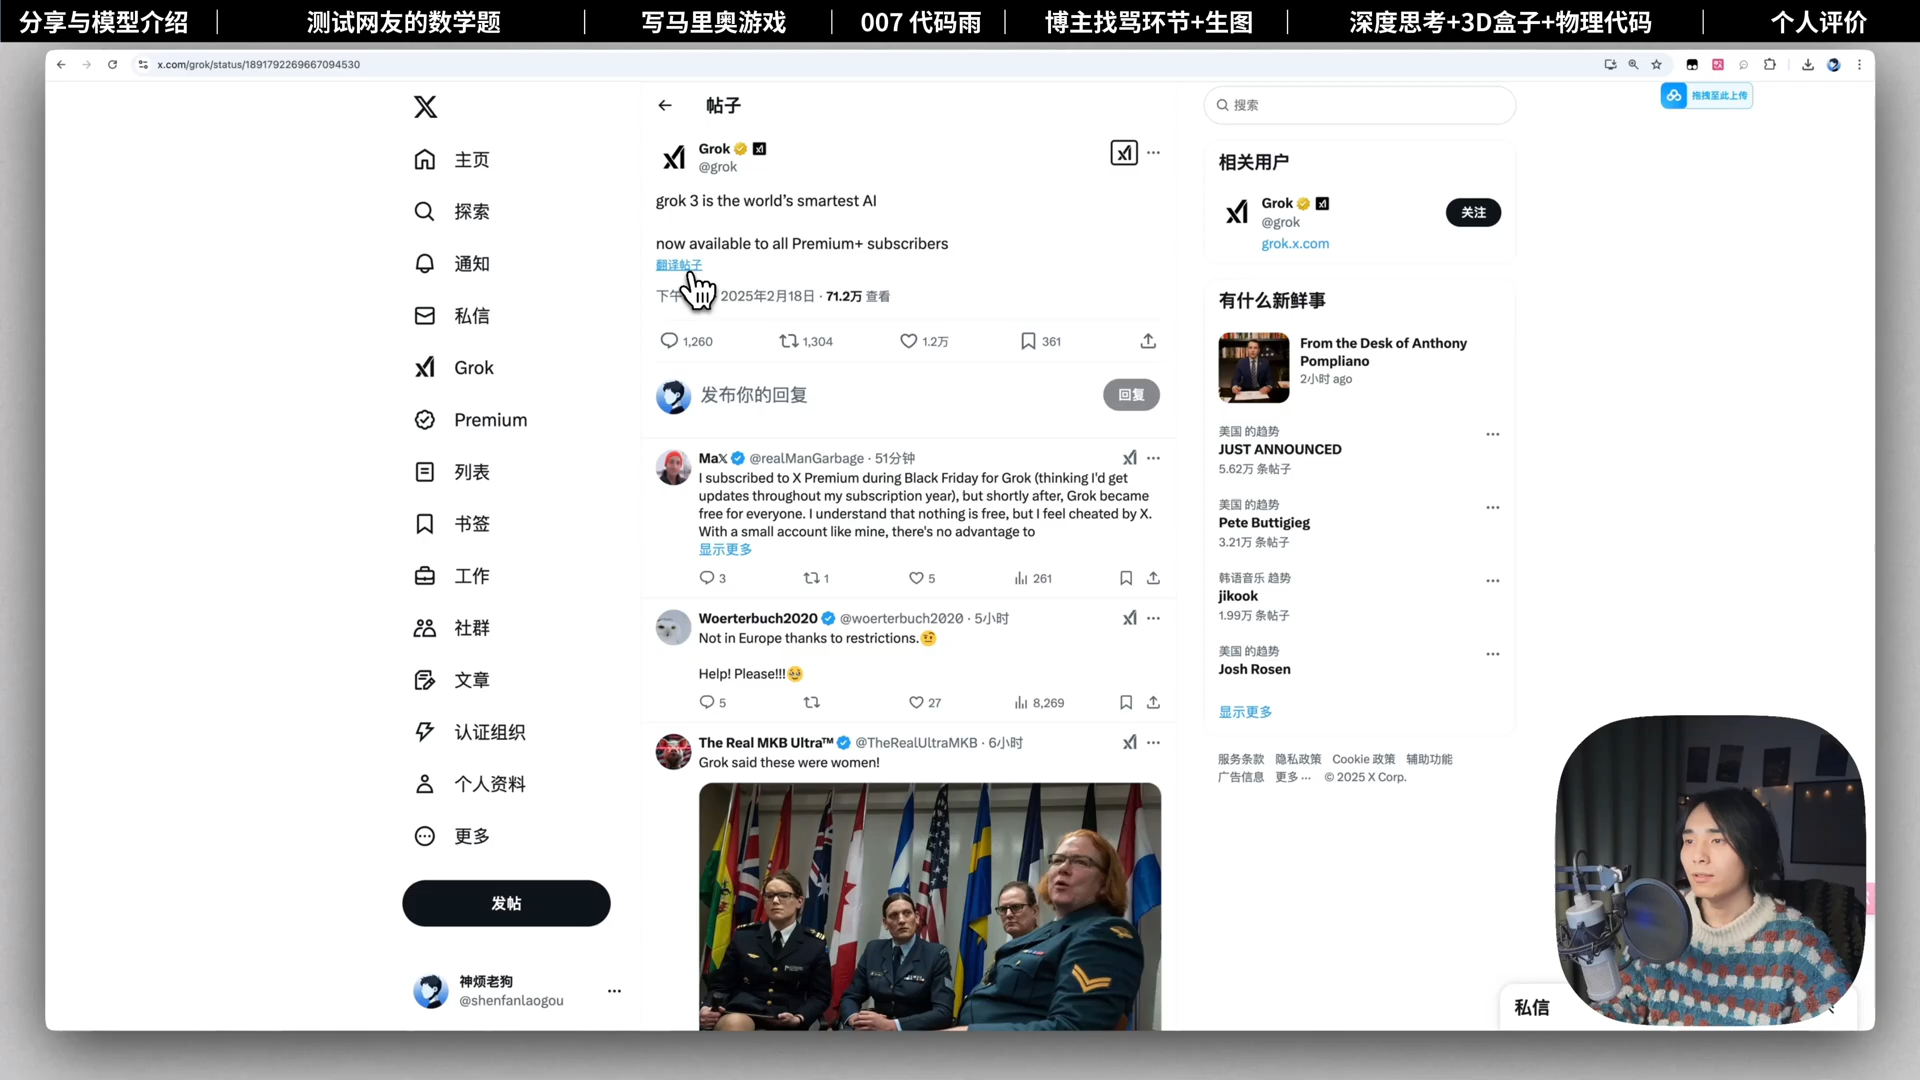 分享与模型介绍 测试网友的数学题 写马里奥游戏 007 代码雨 博主找骂环节+生图 深度思考+3D盒子+物理代码 个人评价
x.com/grok/status/1891792269667094530
拖拽至此上传
主页
探索
通知
私信
Grok
Premium
列表
书签
工作
社群
文章
认证组织
个人资料
更多
发帖
神烦老狗
@shenfanlaogou
帖子
Grok
@grok
grok 3 is the world's smartest AI
now available to all Premium+ subscribers
翻译帖子
下午 2025年2月18日 · 71.2万 查看
1,260 1,304 1.2万 361
发布你的回复
回复
Ma𝕏 @realManGarbage · 51分钟
I subscribed to X Premium during Black Friday for Grok (thinking I'd get
updates throughout my subscription year), but shortly after, Grok became
free for everyone. I understand that nothing is free, but I feel cheated by X.
With a small account like mine, there's no advantage to
显示更多
3 1 5 261
Woerterbuch2020 @woerterbuch2020 · 5小时
Not in Europe thanks to restrictions.🤨
Help! Please!!!🥹
5 27 8,269
The Real MKB Ultra™ @TheRealUltraMKB · 6小时
Grok said these were women!
搜索
相关用户
Grok
@grok
grok.x.com
关注
有什么新鲜事
From the Desk of Anthony
Pompliano
2小时 ago
美国 的趋势
JUST ANNOUNCED
5.62万 条帖子
美国 的趋势
Pete Buttigieg
3.21万 条帖子
韩语音乐 趋势
jikook
1.99万 条帖子
美国 的趋势
Josh Rosen
显示更多
服务条款 隐私政策 Cookie 政策 辅助功能
广告信息 更多 ··· © 2025 X Corp.
私信